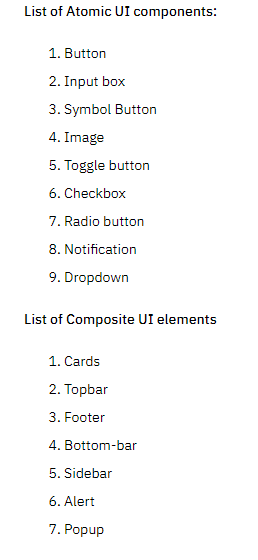 List of Atomic UI components:
1. Button
2. Input box
3. Symbol Button
4. Image
5. Toggle button
6. Checkbox
7. Radio button
8. Notification
9. Dropdown
List of Composite UI elements
1. Cards
2. Topbar
3. Footer
4. Bottom-bar
5. Sidebar
6. Alert
7. Popup